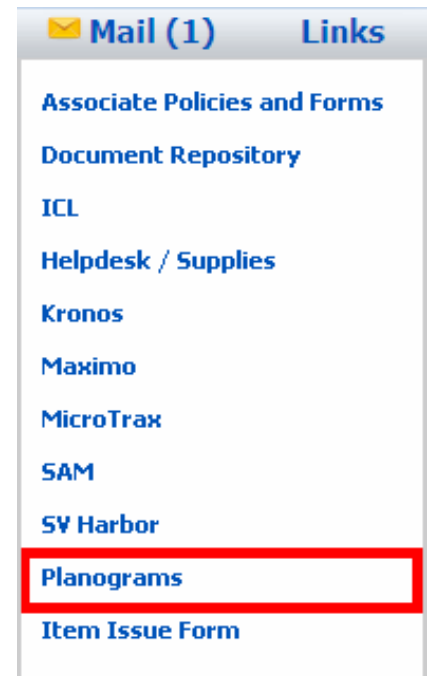 Mail (1) Links
Associate Policies and Forms
Document Repository
ICL
Helpdesk / Supplies
Kronos
Maximo
MicroTrax
SAM
SV Harbor
Planograms
Item Issue Form